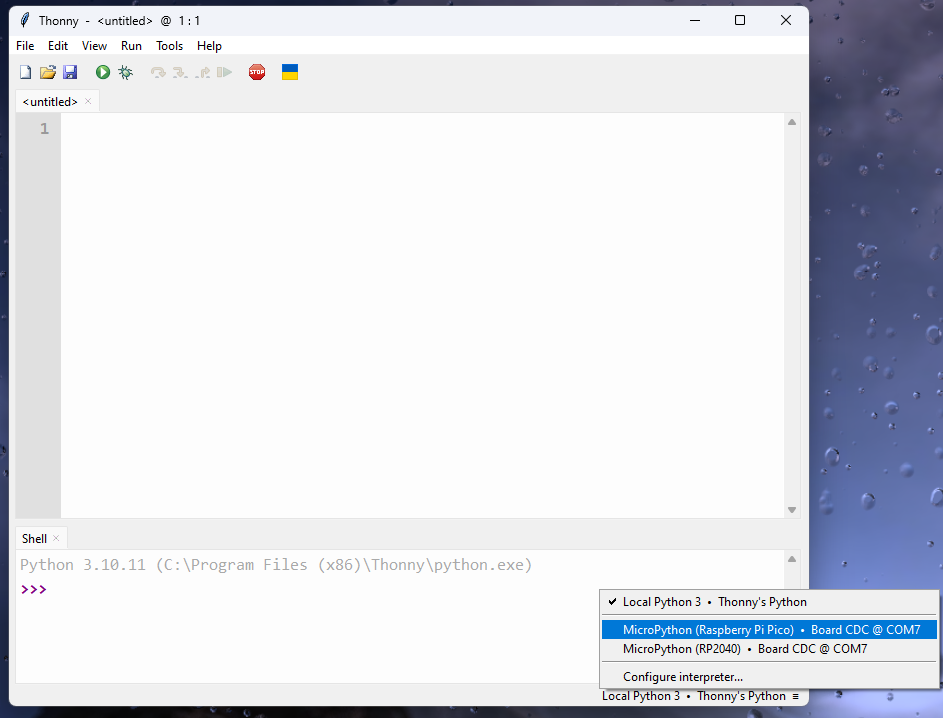 Thonny - <untitled> @ 1 : 1
File Edit View Run Tools Help
STOP
<untitled> ×
1
Shell ×
Python 3.10.11 (C:\Program Files (x86)\Thonny\python.exe)
>>>
✓ Local Python 3 • Thonny's Python
MicroPython (Raspberry Pi Pico) • Board CDC @ COM7
MicroPython (RP2040) • Board CDC @ COM7
Configure interpreter...
Local Python 3 • Thonny's Python ≡